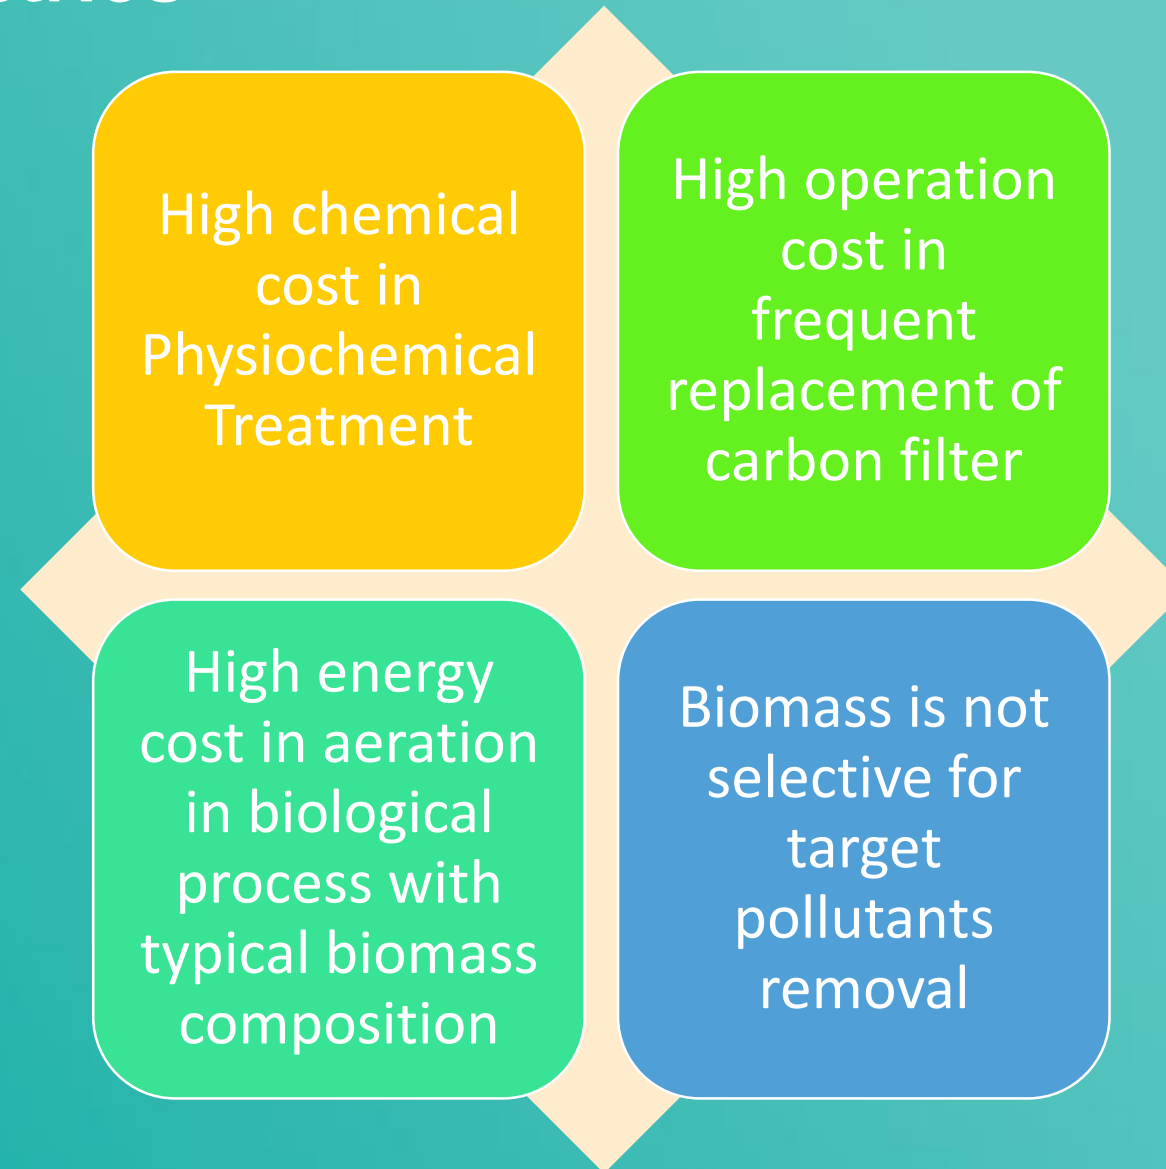 High chemical
cost in
Physiochemical
Treatment
High operation
cost in
frequent
replacement of
carbon filter
High energy
cost in aeration
in biological
process with
typical biomass
composition
Biomass is not
selective for
target
pollutants
removal